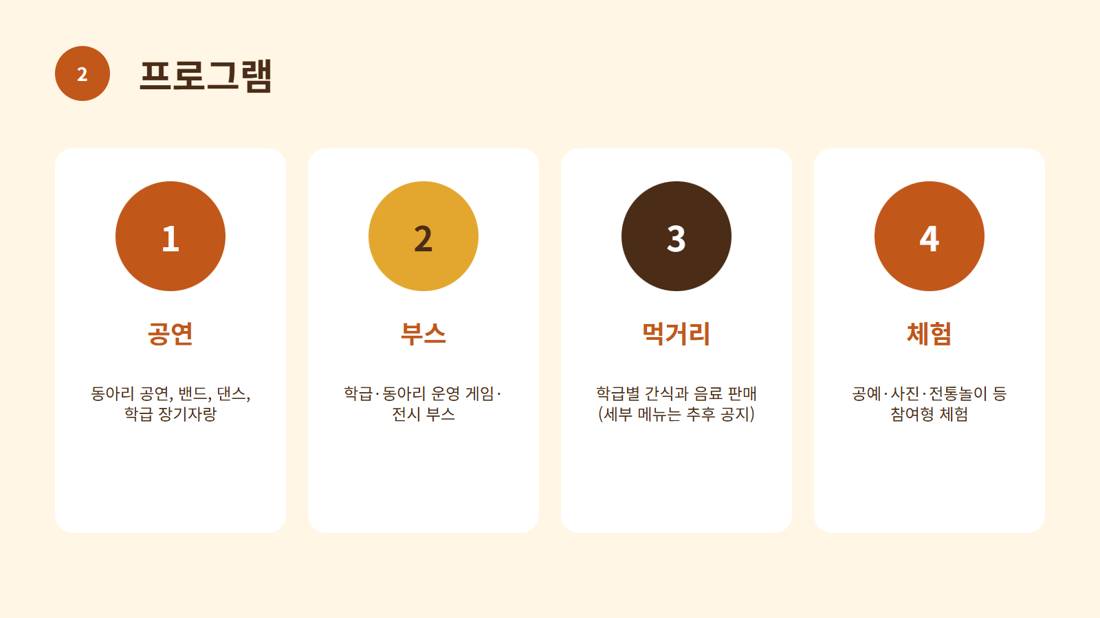 2
프로그램
1
공연
동아리 공연, 밴드, 댄스,
학급 장기자랑
2
부스
학급·동아리 운영 게임·
전시 부스
3
먹거리
학급별 간식과 음료 판매
(세부 메뉴는 추후 공지)
4
체험
공예·사진·전통놀이 등
참여형 체험